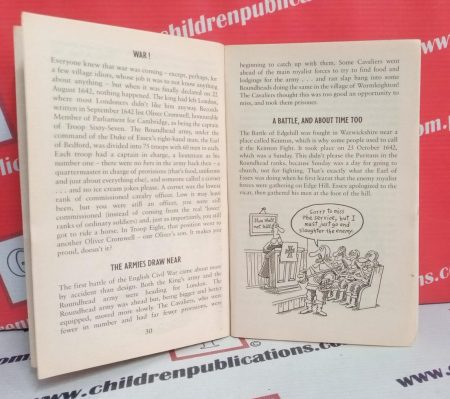 www.childrenpublications.com
WAR !
Everyone knew that war was coming – except, perhaps, for
a few village idiots, whose job it was to not know anything
about anything – but when it was finally declared on 22
August 1642, nothing happened. The king had left London,
where most Londoners didn't like him anyway. Records
written in September 1642 list Oliver Cromwell, honourable
Member of Parliament for Cambridge, as being the captain
of Troop Sixty-Seven. The Roundhead army, under the
command of the Duke of Essex's right-hand man, the Earl
of Bedford, was divided into 75 troops with 60 men in each.
Each troop had a captain in charge, a lieutenant as his
number one – there were no hers in the army back then – a
quartermaster in charge of provisions (that's food, uniforms
and just about everything else), and someone called a cornet
. . . and no ice cream jokes please. A cornet was the lowest
rank of commissioned cavalry officer. Low it may have
been, but you were still an officer, you were still
commissioned (instead of coming from the real 'lower'
ranks of ordinary soldiers) and, just as importantly, you still
got to ride a horse. In Troop Eight, that position went to
another Oliver Cromwell – our Oliver's son. It makes you
proud, doesn't it?
THE ARMIES DRAW NEAR
The first battle of the English Civil War came about more
by accident than design. Both the King's army and the
Roundhead army were heading for London. The
Roundhead army was ahead but, being bigger and better
equipped, moved more slowly. The Cavaliers, who were
fewer in number and had far fewer provisions, were
30
beginning to catch up with them. Some Cavaliers went
ahead of the main royalist forces to try to find food and
lodgings for the army . . . and ran slap bang into some
Roundheads doing the same in the village of Wormleighton!
The Cavaliers thought this was too good an opportunity to
miss, and took them prisoner.
A BATTLE, AND ABOUT TIME TOO
The Battle of Edgehill was fought in Warwickshire near a
place called Keinton, which is why some people used to call
it the Keinton Fight. It took place on 23 October 1642,
which was a Sunday. This didn't please the Puritans in the
Roundhead ranks, because Sunday was a day for going to
church, not for fighting. That's exactly what the Earl of
Essex was doing when he first learnt that the enemy royalist
forces were gathering on Edge Hill. Essex apologized to the
vicar, then gathered his men at the foot of the hill.
Thou shalt
not kill
Sorry to miss
the service, but I
must just go and
slaughter the enemy.
www.childrenpublications.com